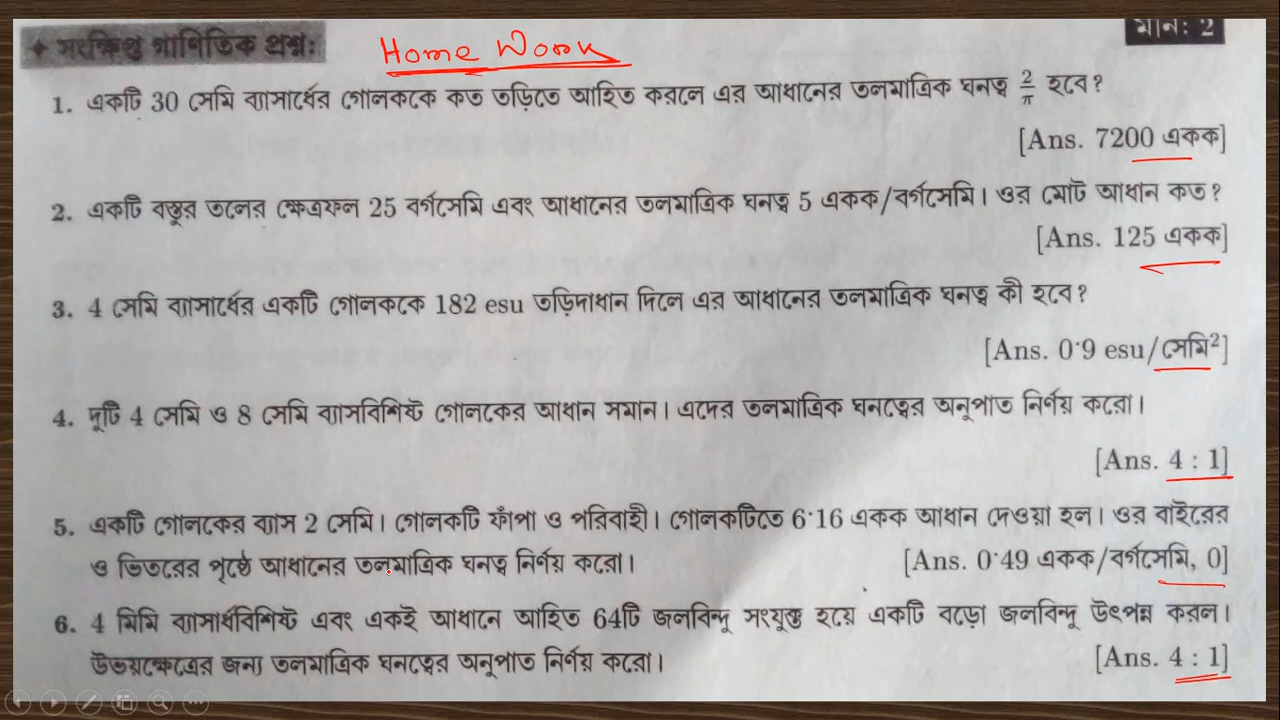 ✦ সংক্ষিপ্ত গাণিতিক প্রশ্ন: Home Work মান: 2
1. একটি 30 সেমি ব্যাসার্ধের গোলককে কত তড়িতে আহিত করলে এর আধানের তলমাত্রিক ঘনত্ব 2/π হবে?
[Ans. 7200 একক]
2. একটি বস্তুর তলের ক্ষেত্রফল 25 বর্গসেমি এবং আধানের তলমাত্রিক ঘনত্ব 5 একক/বর্গসেমি। ওর মোট আধান কত?
[Ans. 125 একক]
3. 4 সেমি ব্যাসার্ধের একটি গোলককে 182 esu তড়িদাধান দিলে এর আধানের তলমাত্রিক ঘনত্ব কী হবে?
[Ans. 0·9 esu/সেমি²]
4. দুটি 4 সেমি ও 8 সেমি ব্যাসবিশিষ্ট গোলকের আধান সমান। এদের তলমাত্রিক ঘনত্বের অনুপাত নির্ণয় করো।
[Ans. 4 : 1]
5. একটি গোলকের ব্যাস 2 সেমি। গোলকটি ফাঁপা ও পরিবাহী। গোলকটিতে 6·16 একক আধান দেওয়া হল। ওর বাইরের
ও ভিতরের পৃষ্ঠে আধানের তলমাত্রিক ঘনত্ব নির্ণয় করো। [Ans. 0·49 একক/বর্গসেমি, 0]
6. 4 মিমি ব্যাসার্ধবিশিষ্ট এবং একই আধানে আহিত 64টি জলবিন্দু সংযুক্ত হয়ে একটি বড়ো জলবিন্দু উৎপন্ন করল।
উভয়ক্ষেত্রের জন্য তলমাত্রিক ঘনত্বের অনুপাত নির্ণয় করো। [Ans. 4 : 1]